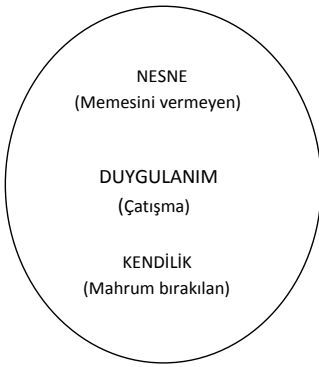 NESNE
(Memesini vermeyen)
DUYGULANIM
(Çatışma)
KENDİLİK
(Mahrum bırakılan)